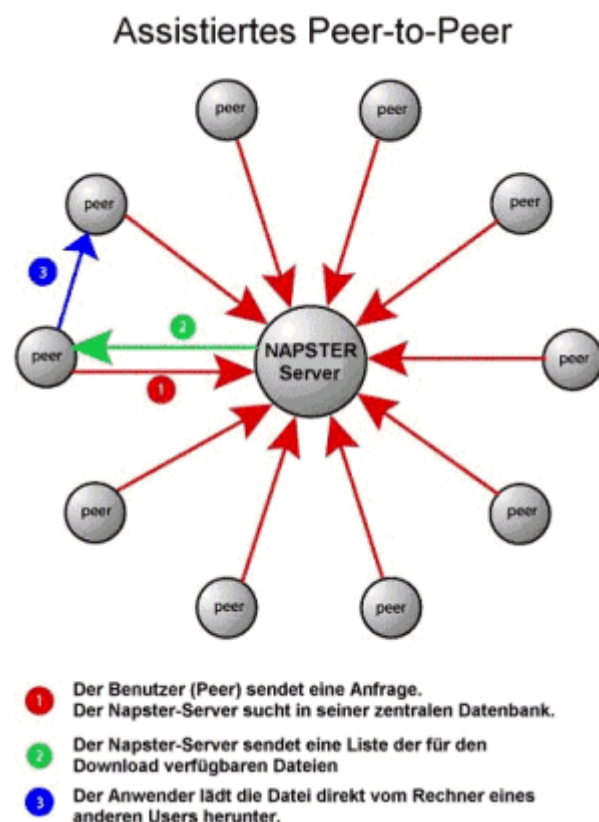 Assistiertes Peer-to-Peer
peer
peer
peer
peer
3
2
peer
NAPSTER
Server
peer
1
peer
peer
peer
peer
1
Der Benutzer (Peer) sendet eine Anfrage.
Der Napster-Server sucht in seiner zentralen Datenbank.
2
Der Napster-Server sendet eine Liste der für den
Download verfügbaren Dateien
3
Der Anwender lädt die Datei direkt vom Rechner eines
anderen Users herunter.